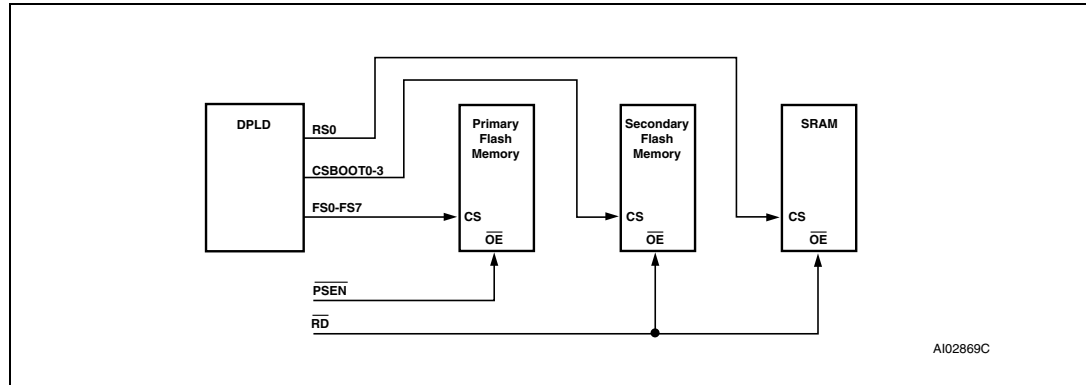 DPLD
RS0
CSBOOT0-3
FS0-FS7
Primary
Flash
Memory
CS
OE
Secondary
Flash
Memory
CS
OE
SRAM
CS
OE
PSEN
RD
AI02869C